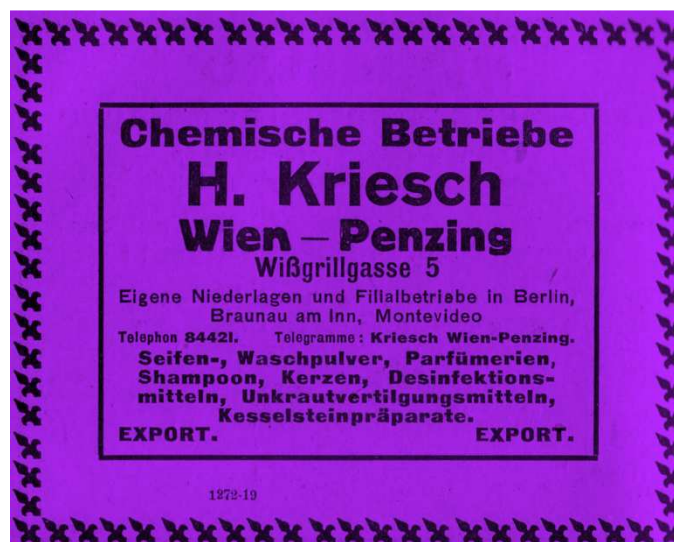 Chemische Betriebe
H. Kriesch
Wien — Penzing
Wißgrillgasse 5
Eigene Niederlagen und Filialbetriebe in Berlin,
Braunau am Inn, Montevideo
Telephon 84421. Telegramme: Kriesch Wien-Penzing.
Seifen-, Waschpulver, Parfümerien,
Shampoon, Kerzen, Desinfektions-
mitteln, Unkrautvertilgungsmitteln,
Kesselsteinpräparate.
EXPORT. EXPORT.
1272-19